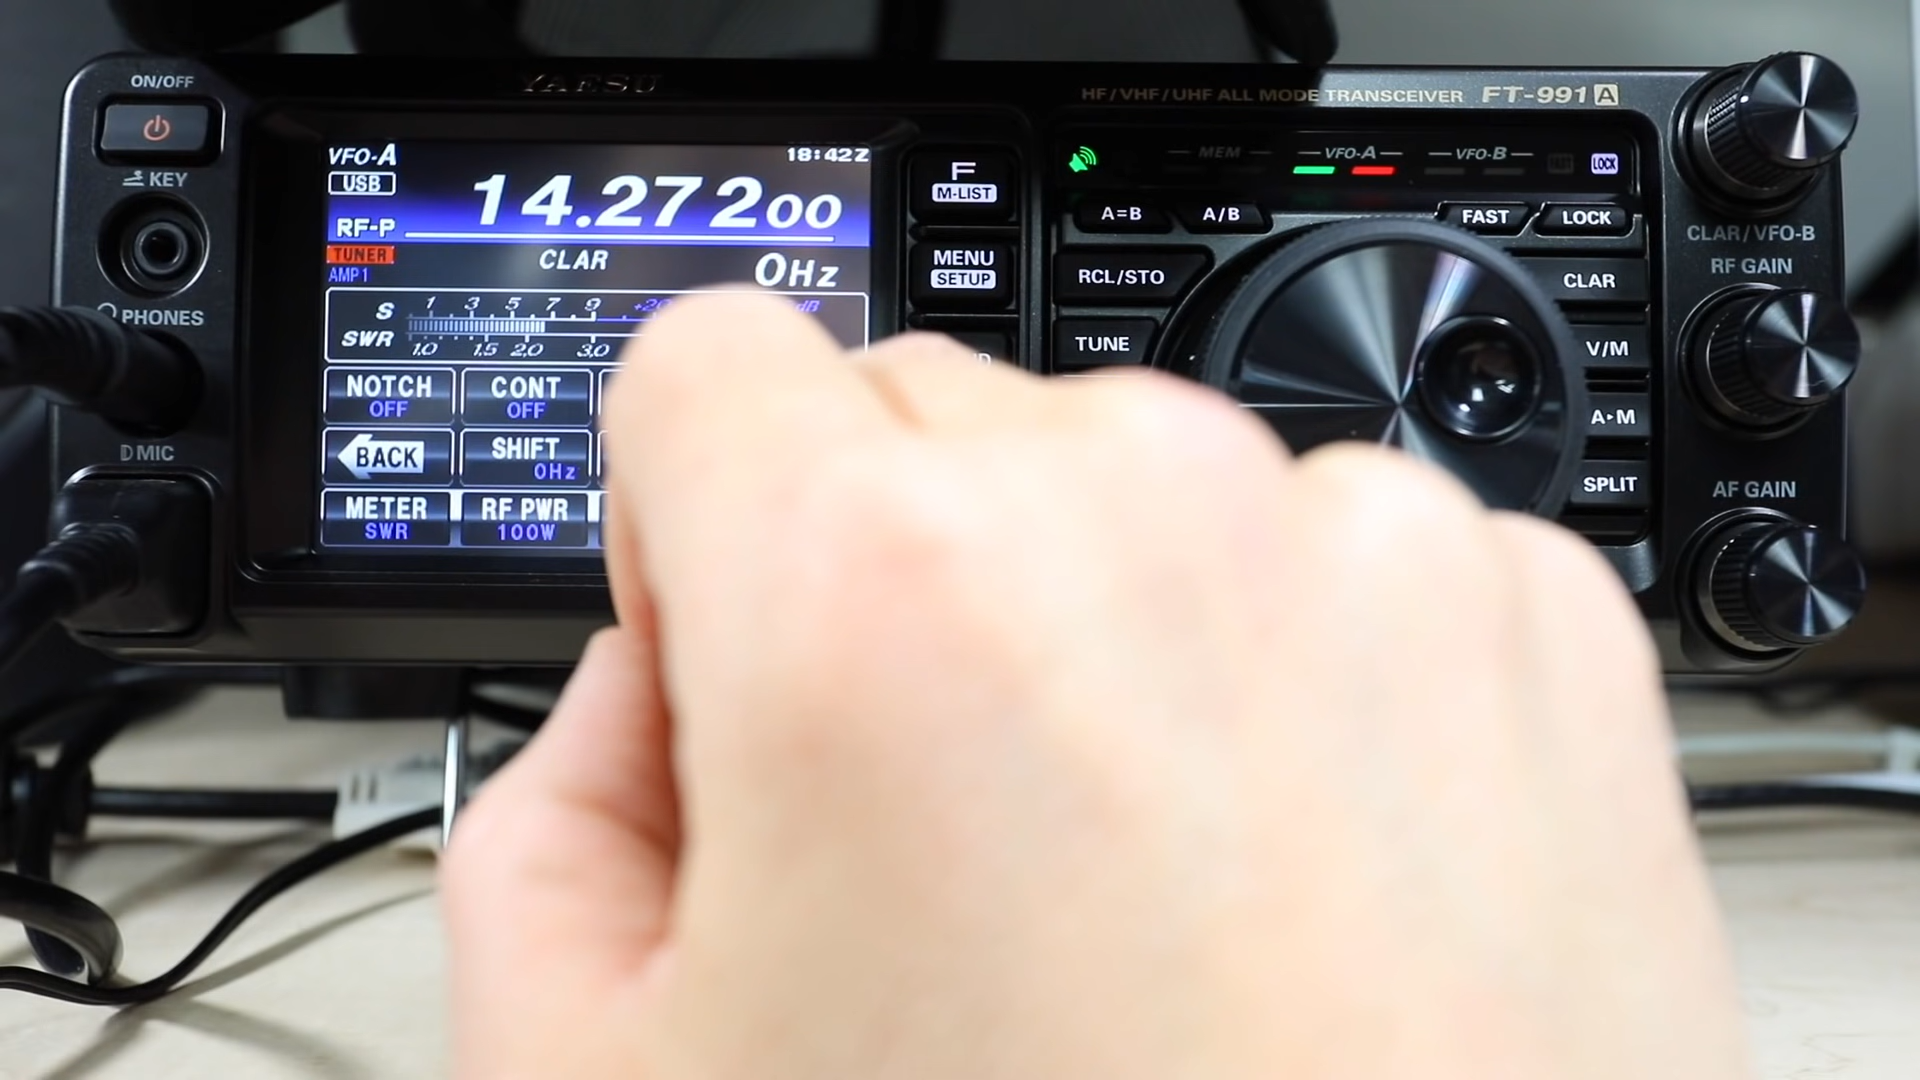 ON/OFF
YAESU
HF/VHF/UHF ALL MODE TRANSCEIVER FT-991A
KEY
PHONES
MIC
VFO-A
18:42Z
USB
14.272 00
RF-P
TUNER
CLAR
0Hz
AMP1
S 1 3 5 7 9 +20 dB
SWR
1.0 1.5 2.0 3.0
NOTCH
OFF
CONT
OFF
BACK
SHIFT
0Hz
METER
SWR
RF PWR
100W
F
M-LIST
MENU
SETUP
MEM
VFO-A
VFO-B
FAST
LOCK
A=B
A/B
FAST
LOCK
RCL/STO
CLAR
TUNE
V/M
A▸M
SPLIT
CLAR/VFO-B
RF GAIN
AF GAIN